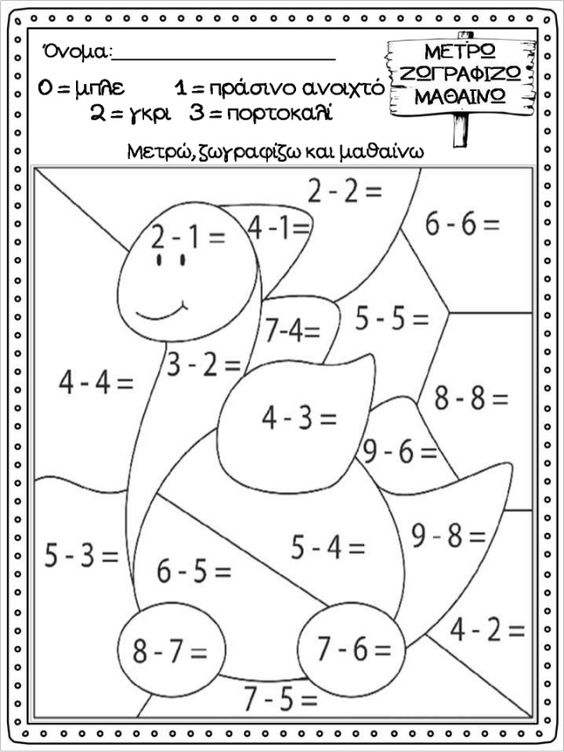 Όνομα:
ΜΕΤΡΩ
ΖΩΓΡΑΦΙΖΩ
ΜΑΘΑΙΝΩ
0 = μπλε 1 = πράσινο ανοιχτό
2 = γκρι 3 = πορτοκαλί
Μετρώ, ζωγραφίζω και μαθαίνω
2 - 2 =
2 - 1 =
4 - 1 =
6 - 6 =
7 - 4 =
5 - 5 =
3 - 2 =
4 - 4 =
8 - 8 =
4 - 3 =
9 - 6 =
5 - 3 =
6 - 5 =
5 - 4 =
9 - 8 =
8 - 7 =
7 - 6 =
4 - 2 =
7 - 5 =